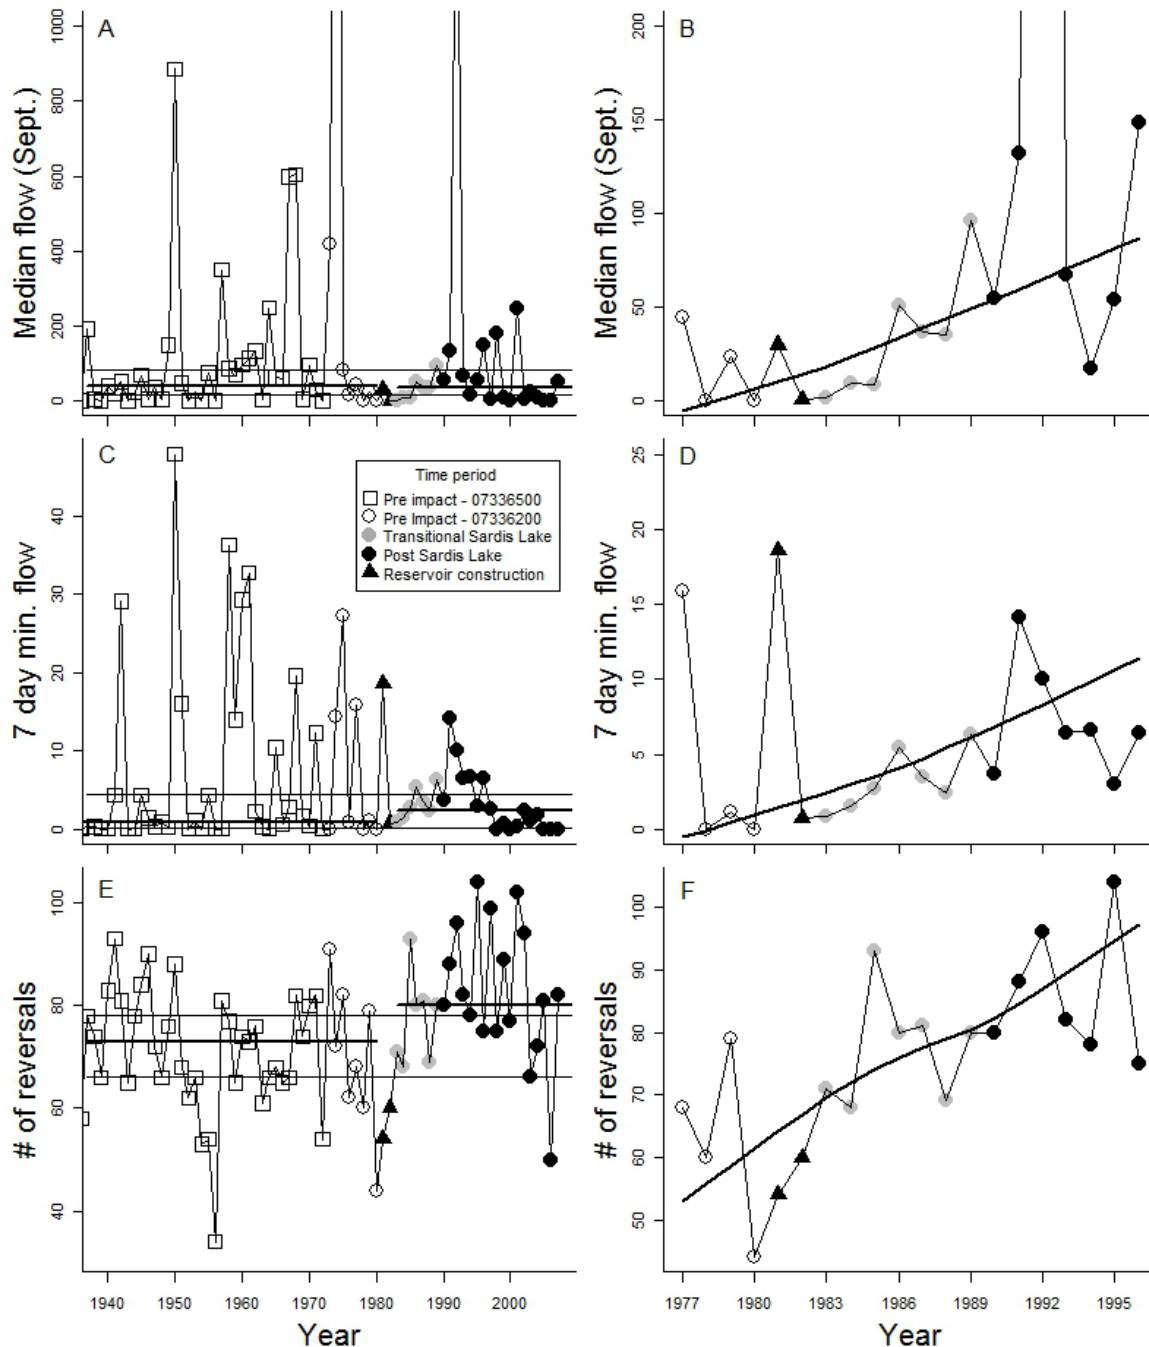 A
Median flow (Sept.)
1000
800
600
400
200
0
B
Median flow (Sept.)
200
150
100
50
0
C
7 day min. flow
40
30
20
10
0
Time period
Pre impact - 07336500
Pre Impact - 07336200
Transitional Sardis Lake
Post Sardis Lake
Reservoir construction
D
7 day min. flow
25
20
15
10
5
0
E
# of reversals
100
80
60
40
1940 1950 1960 1970 1980 1990 2000
Year
F
# of reversals
100
90
80
70
60
50
1977 1980 1983 1986 1989 1992 1995
Year